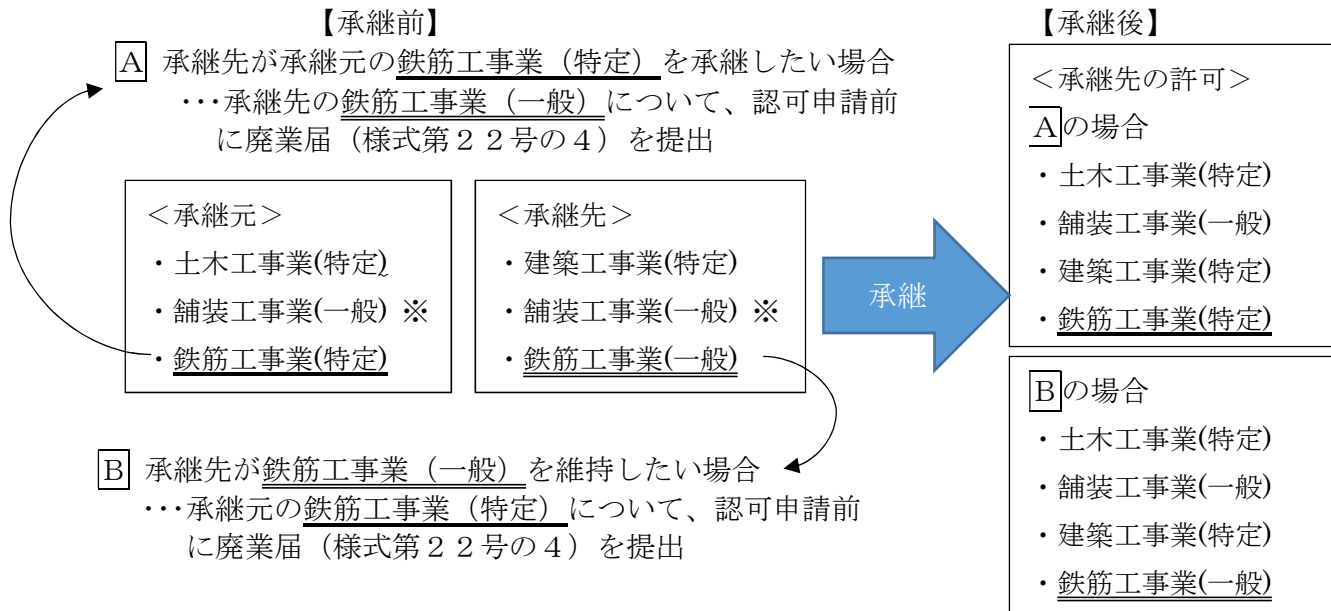 【承継前】
A 承継先が承継元の鉄筋工事業（特定）を承継したい場合
・・・承継先の鉄筋工事業（一般）について、認可申請前
に廃業届（様式第２２号の４）を提出
＜承継元＞
・土木工事業(特定)
・舗装工事業(一般) ※
・鉄筋工事業(特定)
＜承継先＞
・建築工事業(特定)
・舗装工事業(一般) ※
・鉄筋工事業(一般)
B 承継先が鉄筋工事業（一般）を維持したい場合
・・・承継元の鉄筋工事業（特定）について、認可申請前
に廃業届（様式第２２号の４）を提出
承継
【承継後】
＜承継先の許可＞
Aの場合
・土木工事業(特定)
・舗装工事業(一般)
・建築工事業(特定)
・鉄筋工事業(特定)
Bの場合
・土木工事業(特定)
・舗装工事業(一般)
・建築工事業(特定)
・鉄筋工事業(一般)